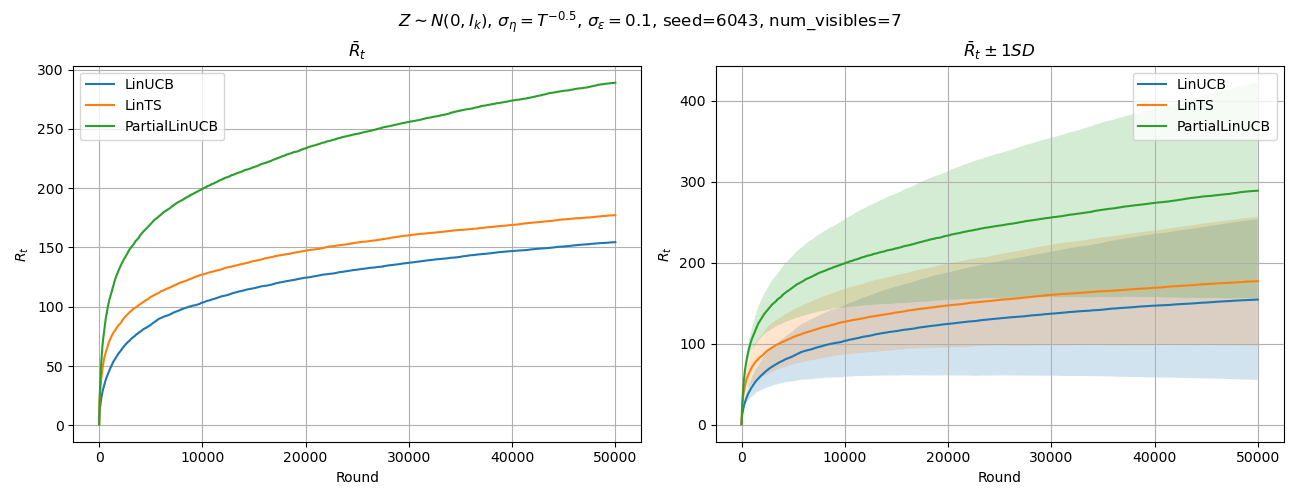 Z ∼ N(0, I_k), σ_η = T^{−0.5}, σ_ε = 0.1, seed=6043, num_visibles=7
R̄_t
300
250
200
150
100
50
0
R_t
LinUCB
LinTS
PartialLinUCB
0 10000 20000 30000 40000 50000
Round
R̄_t ± 1SD
400
300
200
100
0
R_t
LinUCB
LinTS
PartialLinUCB
0 10000 20000 30000 40000 50000
Round